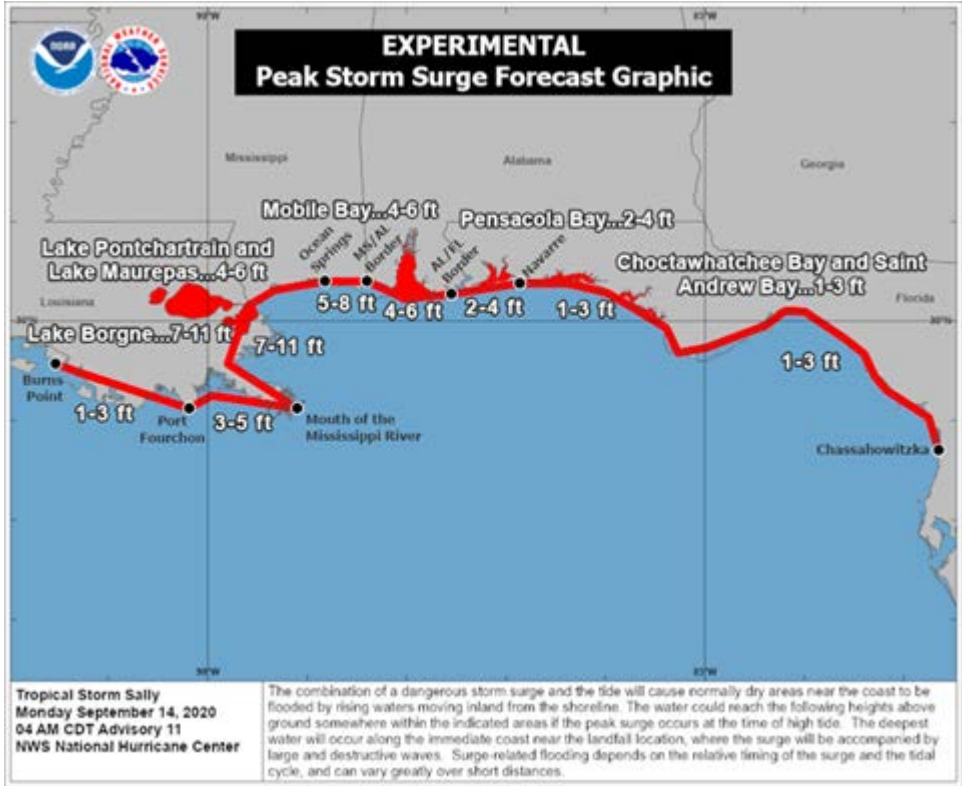 EXPERIMENTAL
Peak Storm Surge Forecast Graphic
NOAA
90°W
85°W
Mississippi
Alabama
Georgia
Mobile Bay...4-6 ft
Pensacola Bay...2-4 ft
Lake Pontchartrain and
Lake Maurepas...4-6 ft
Ocean
Springs
MS/AL
Border
AL/FL
Border
Navarre
Choctawhatchee Bay and Saint
Andrew Bay...1-3 ft
Louisiana
Florida
30°N
30°N
5-8 ft
4-6 ft
2-4 ft
1-3 ft
Lake Borgne...7-11 ft
7-11 ft
1-3 ft
Burns
Point
1-3 ft
Port
Fourchon
3-5 ft
Mouth of the
Mississippi River
Chassahowitzka
90°W
85°W
Tropical Storm Sally
Monday September 14, 2020
04 AM CDT Advisory 11
NWS National Hurricane Center
The combination of a dangerous storm surge and the tide will cause normally dry areas near the coast to be
flooded by rising waters moving inland from the shoreline. The water could reach the following heights above
ground somewhere within the indicated areas if the peak surge occurs at the time of high tide. The deepest
water will occur along the immediate coast near the landfall location, where the surge will be accompanied by
large and destructive waves. Surge-related flooding depends on the relative timing of the surge and the tidal
cycle, and can vary greatly over short distances.